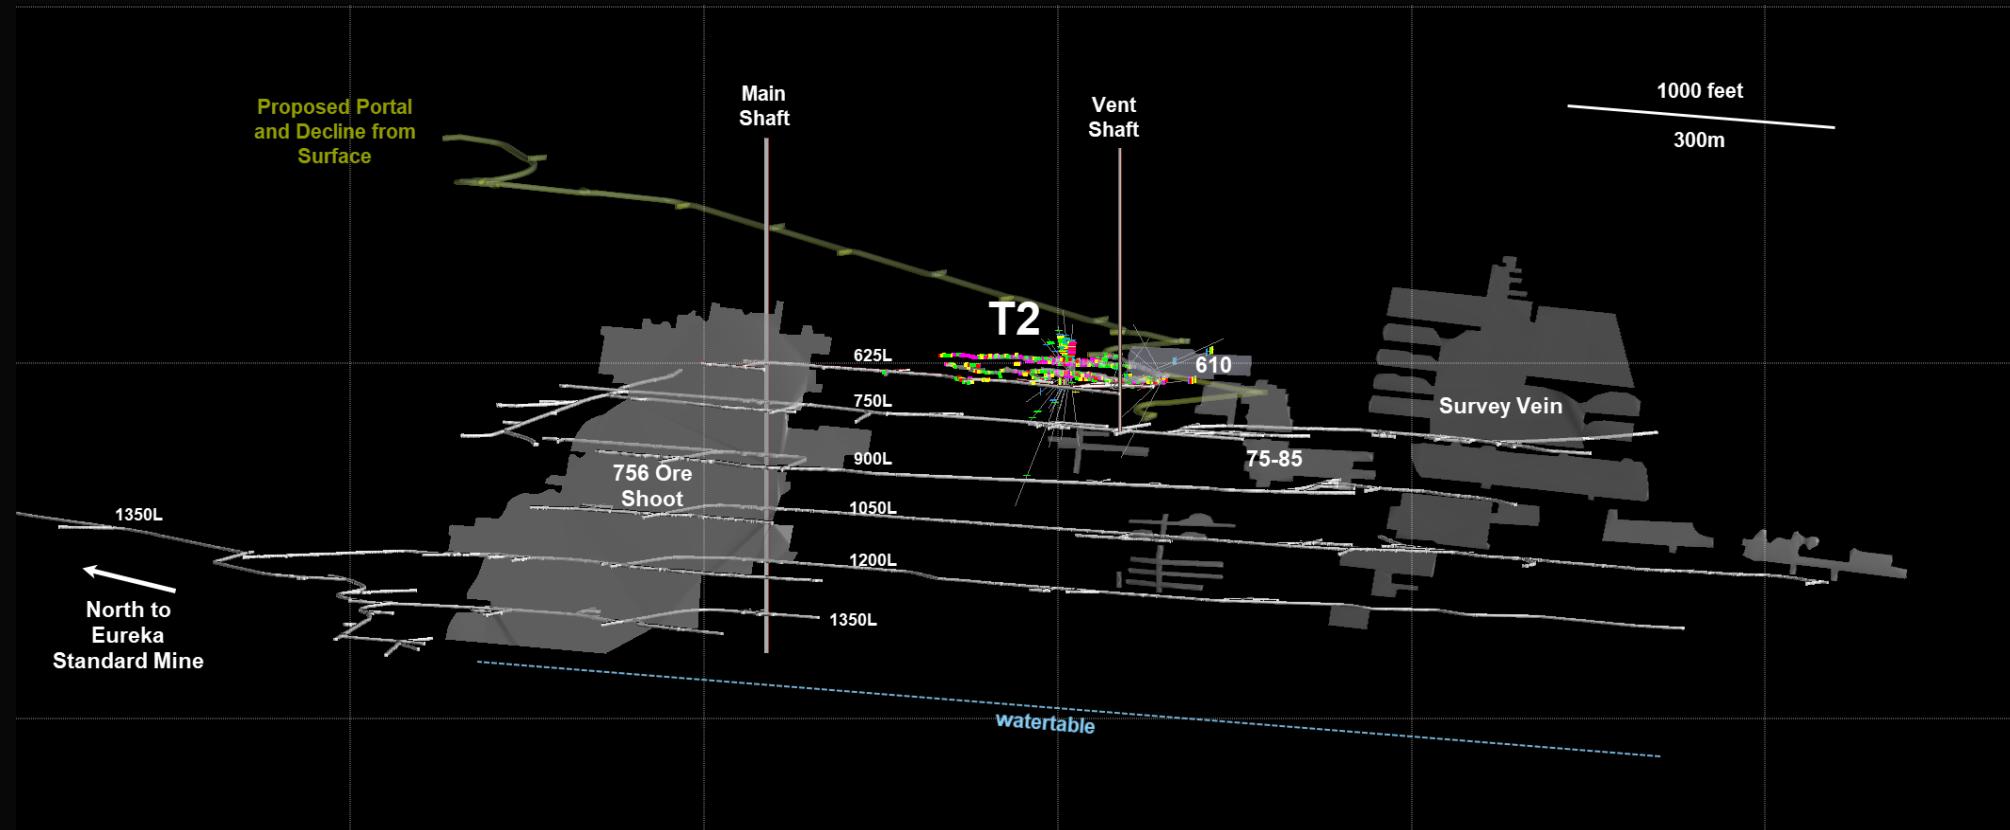 Proposed Portal
and Decline from
Surface
Main
Shaft
Vent
Shaft
1000 feet
300m
T2
625L
610
750L
Survey Vein
900L
75-85
756 Ore
Shoot
1050L
1350L
1200L
North to
Eureka
Standard Mine
1350L
watertable